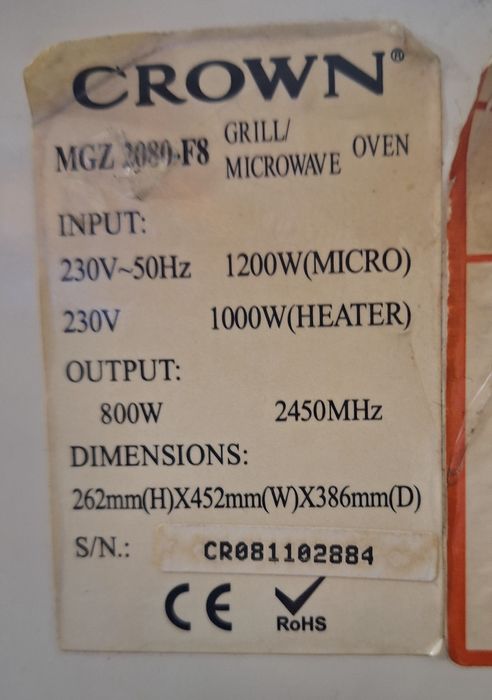 CROWN®
MGZ 2080-F8 GRILL/MICROWAVE OVEN
INPUT:
230V~50Hz 1200W(MICRO)
230V 1000W(HEATER)
OUTPUT:
800W 2450MHz
DIMENSIONS:
262mm(H)X452mm(W)X386mm(D)
S/N.: CR081102884
CE RoHS